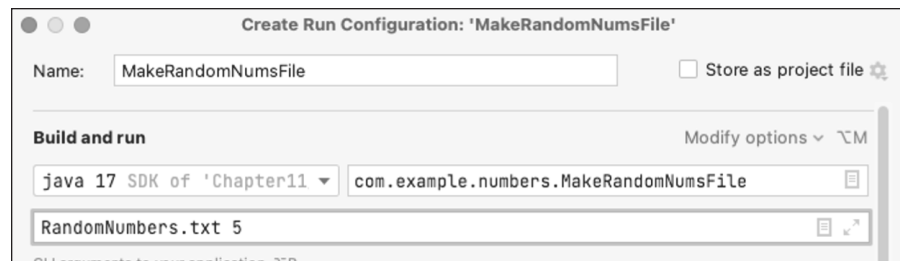 Create Run Configuration: 'MakeRandomNumsFile'
Name: MakeRandomNumsFile Store as project file
Build and run Modify options ⌥M
java 17 SDK of 'Chapter11 com.example.numbers.MakeRandomNumsFile
RandomNumbers.txt 5